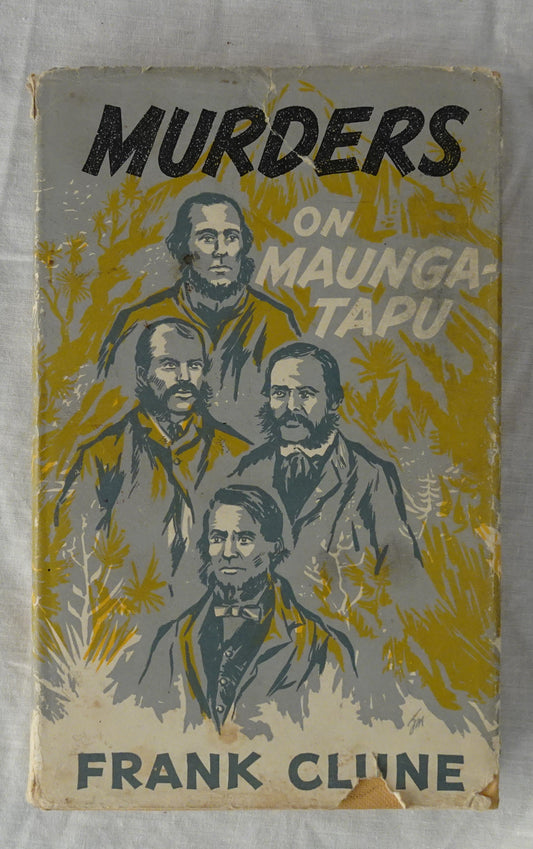 MURDERS
ON
MAUNGA-
TAPU
FRANK CLUNE